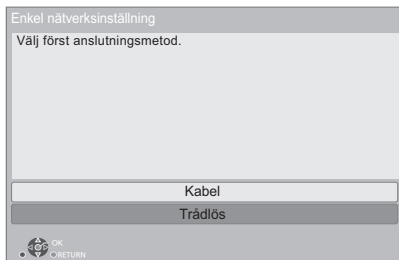 Enkel nätverksinställning
Välj först anslutningsmetod.
Kabel
Trådlös
OK
RETURN